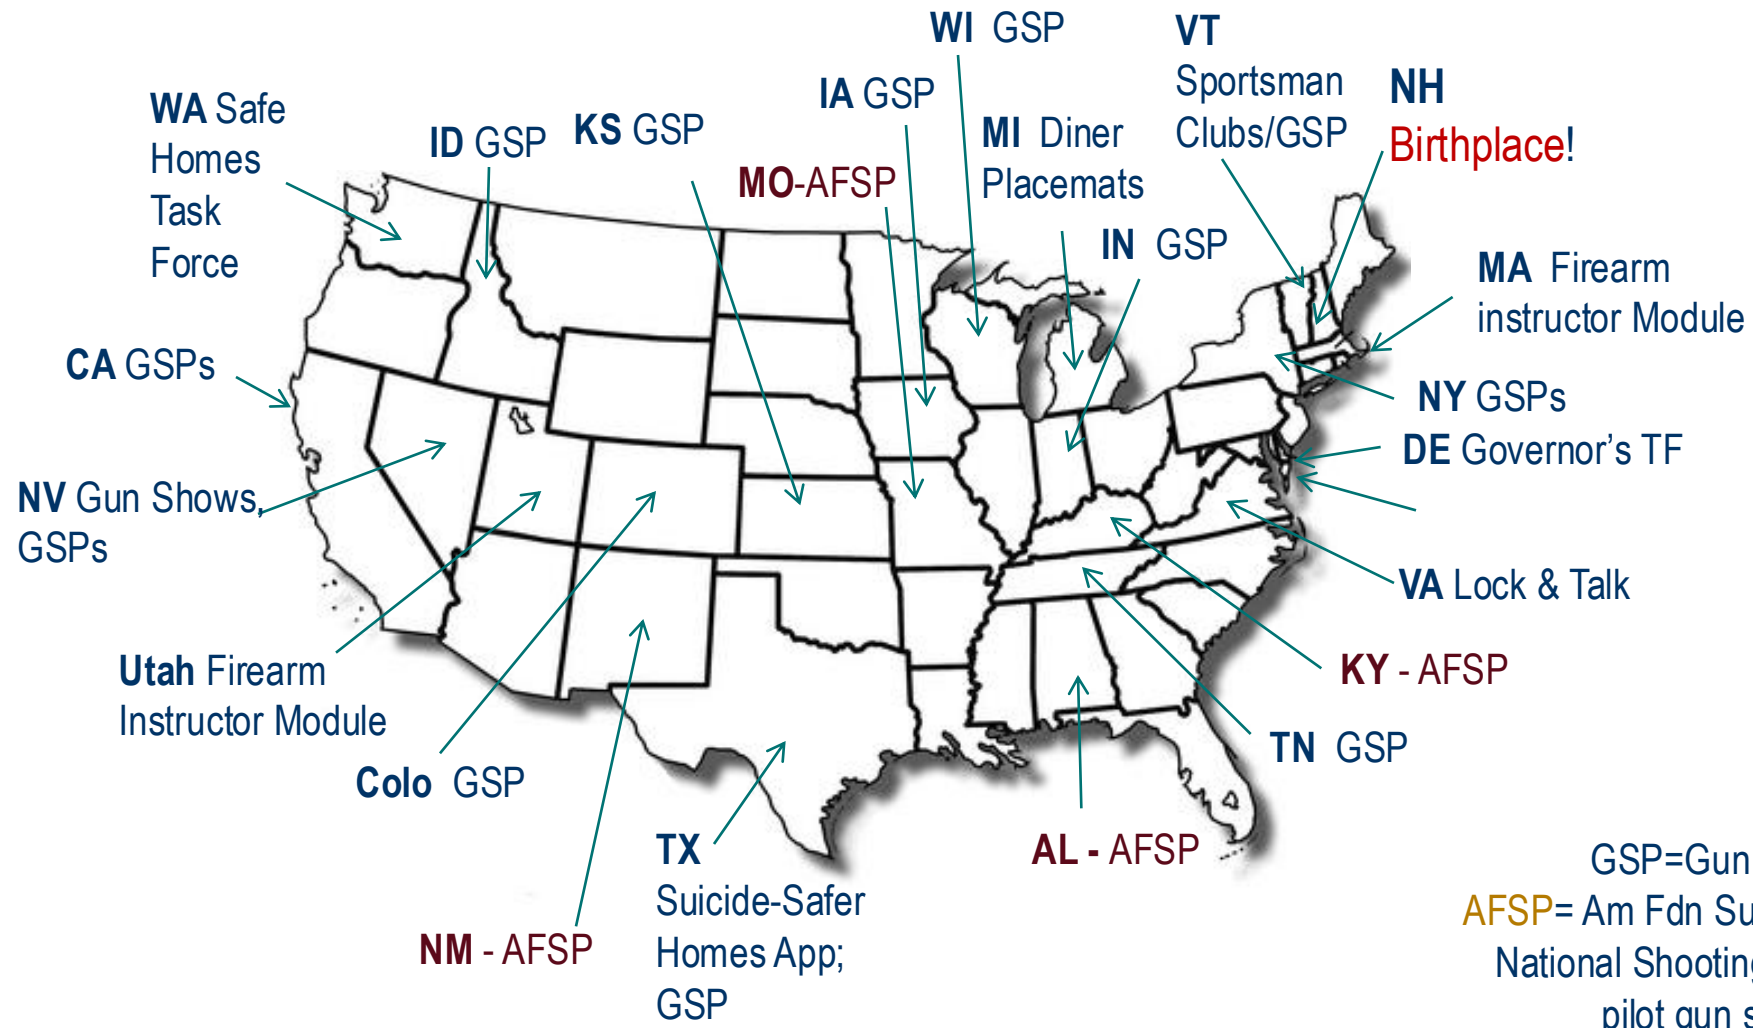 WI GSP
VT
Sportsman
Clubs/GSP
NH
Birthplace!
WA Safe
Homes
Task
Force
ID GSP
KS GSP
IA GSP
MO-AFSP
MI Diner
Placemats
IN GSP
MA Firearm
instructor Module
CA GSPs
NY GSPs
DE Governor's TF
NV Gun Shows,
GSPs
VA Lock & Talk
Utah Firearm
Instructor Module
KY - AFSP
TN GSP
Colo GSP
TX
Suicide-Safer
Homes App;
GSP
AL - AFSP
NM - AFSP
GSP=Gun
AFSP= Am Fdn Su
National Shooting
pilot gun s